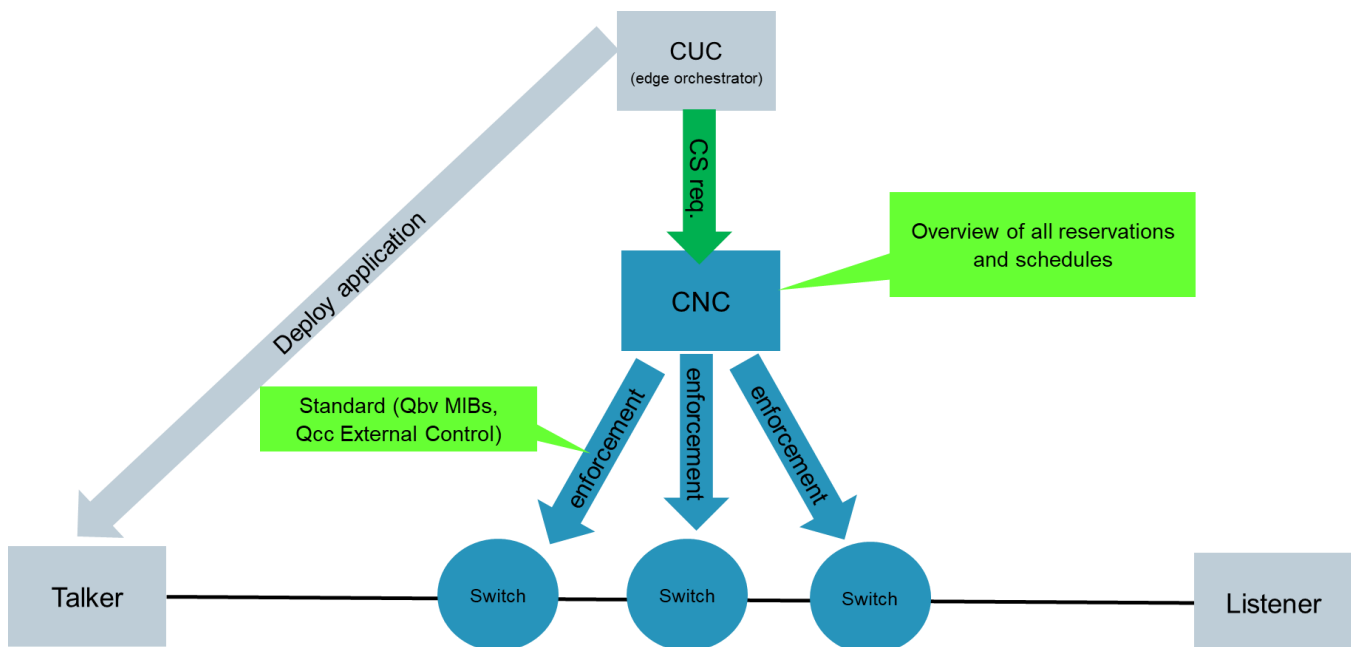 CUC
(edge orchestrator)
CS req.
Deploy application
Overview of all reservations
and schedules
CNC
Standard (Qbv MIBs,
Qcc External Control)
enforcement
enforcement
enforcement
Talker
Switch
Switch
Switch
Listener